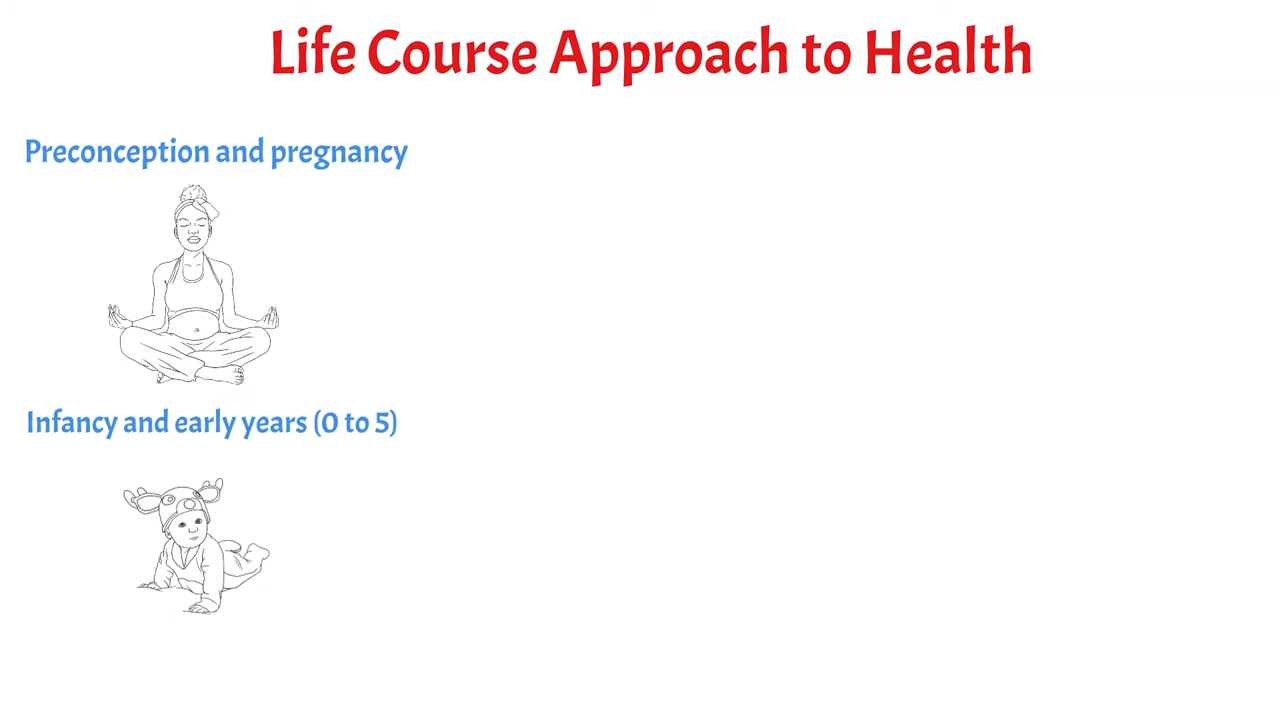 Life Course Approach to Health
Preconception and pregnancy
Infancy and early years (0 to 5)